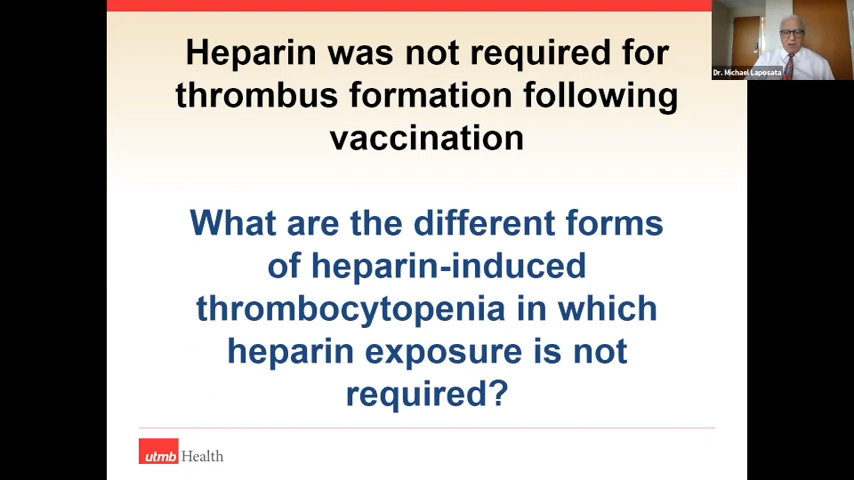 Heparin was not required for
thrombus formation following
vaccination
What are the different forms
of heparin-induced
thrombocytopenia in which
heparin exposure is not
required?
utmb Health
Dr. Michael Laposata